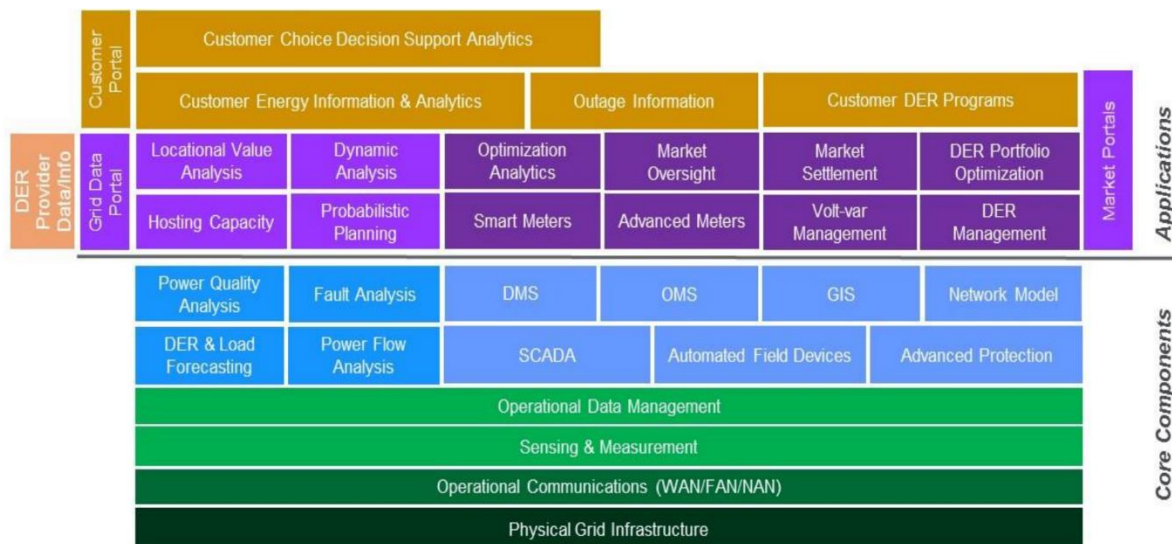 Customer Portal
Customer Choice Decision Support Analytics
Customer Energy Information & Analytics
Outage Information
Customer DER Programs
DER Provider Data/Info
Grid Data Portal
Locational Value
Analysis
Dynamic
Analysis
Optimization
Analytics
Market
Oversight
Market
Settlement
DER Portfolio
Optimization
Hosting Capacity
Probabilistic
Planning
Smart Meters
Advanced Meters
Volt-var
Management
DER
Management
Market Portals
Applications
Power Quality
Analysis
Fault Analysis
DMS
OMS
GIS
Network Model
DER & Load
Forecasting
Power Flow
Analysis
SCADA
Automated Field Devices
Advanced Protection
Operational Data Management
Sensing & Measurement
Operational Communications (WAN/FAN/NAN)
Physical Grid Infrastructure
Core Components